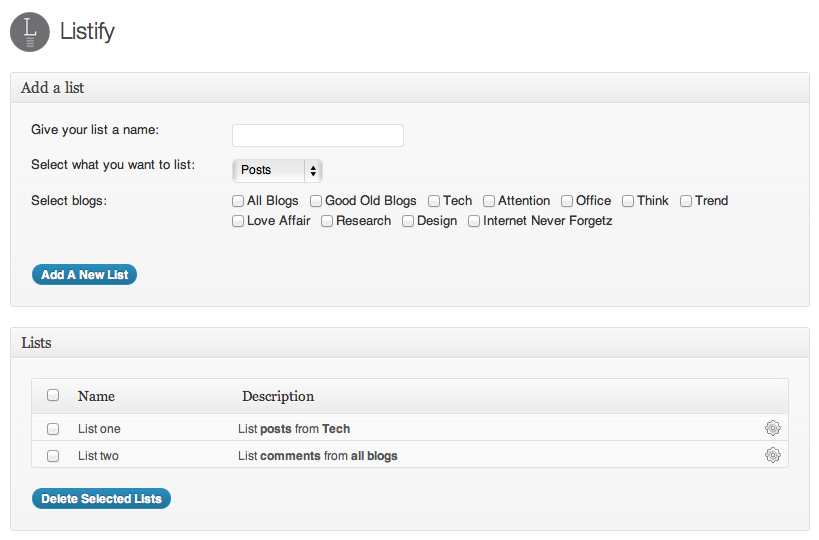 L Listify
Add a list
Give your list a name:
Select what you want to list: Posts
Select blogs: All Blogs Good Old Blogs Tech Attention Office Think Trend
Love Affair Research Design Internet Never Forgetz
Add A New List
Lists
Name Description
List one List posts from Tech
List two List comments from all blogs
Delete Selected Lists